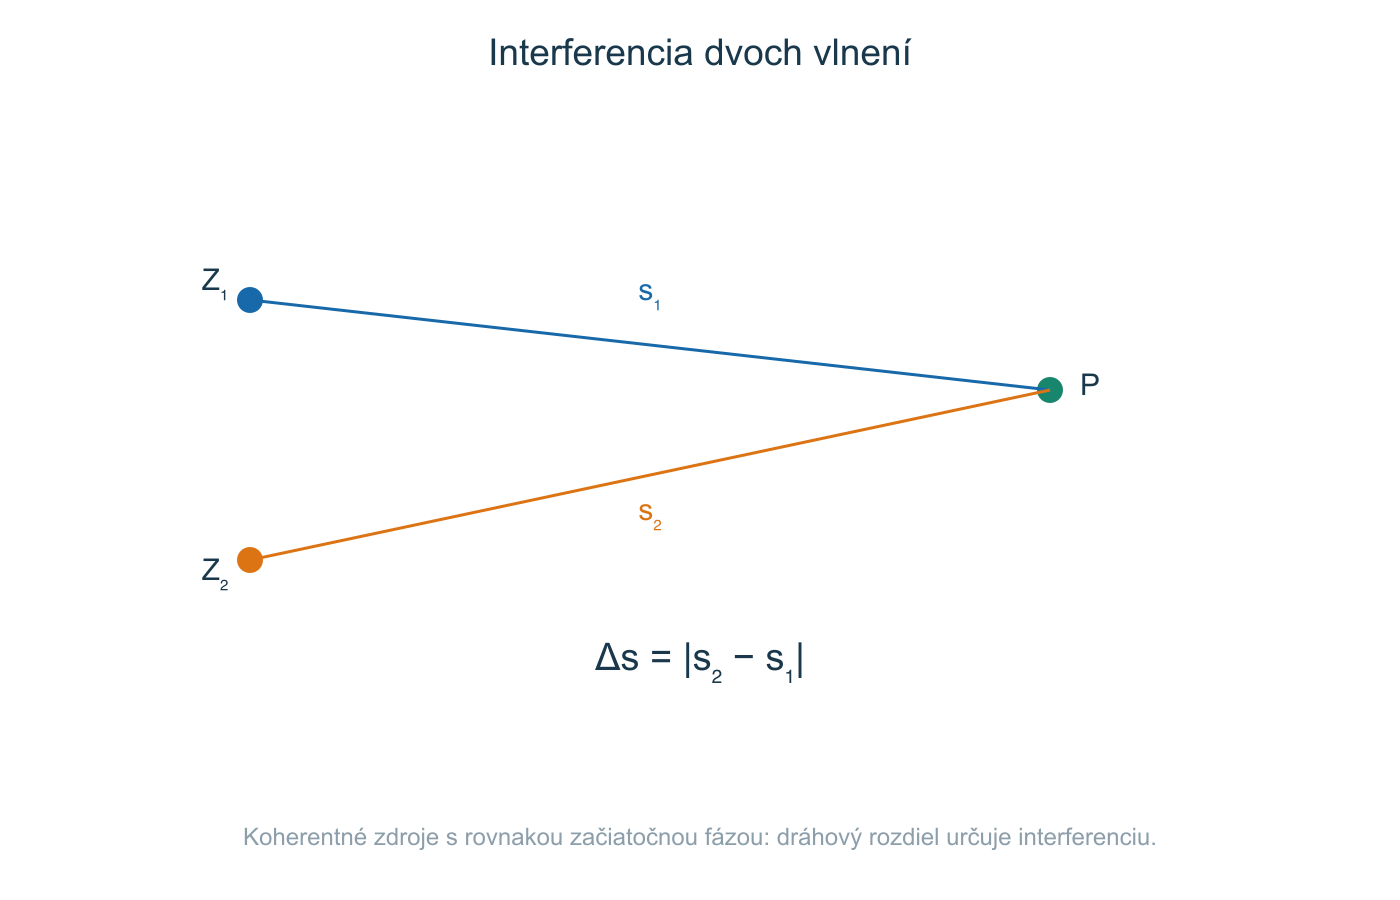 Interferencia dvoch vlnení
Z₁
s₁
P
s₂
Z₂
Δs = |s₂ − s₁|
Koherentné zdroje s rovnakou začiatočnou fázou: dráhový rozdiel určuje interferenciu.